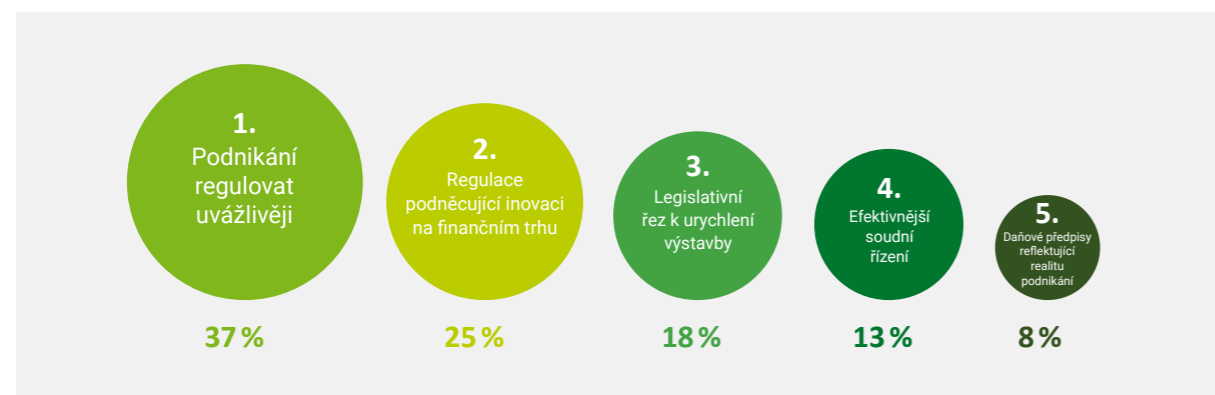 1.
Podnikání
regulovat
uvážlivěji
37 %
2.
Regulace
podněcující inovaci
na finančním trhu
25 %
3.
Legislativní
řez k urychlení
výstavby
18 %
4.
Efektivnější
soudní
řízení
13 %
5.
Daňové předpisy
reflektující
realitu
podnikání
8 %